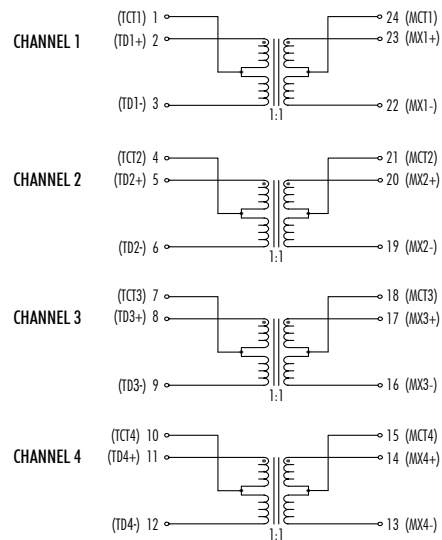 (TCT1) 1 24 (MCT1)
CHANNEL 1 (TD1+) 2 23 (MX1+)
(TD1-) 3 22 (MX1-)
1:1
(TCT2) 4 21 (MCT2)
CHANNEL 2 (TD2+) 5 20 (MX2+)
(TD2-) 6 19 (MX2-)
1:1
(TCT3) 7 18 (MCT3)
CHANNEL 3 (TD3+) 8 17 (MX3+)
(TD3-) 9 16 (MX3-)
1:1
(TCT4) 10 15 (MCT4)
CHANNEL 4 (TD4+) 11 14 (MX4+)
(TD4-) 12 13 (MX4-)
1:1